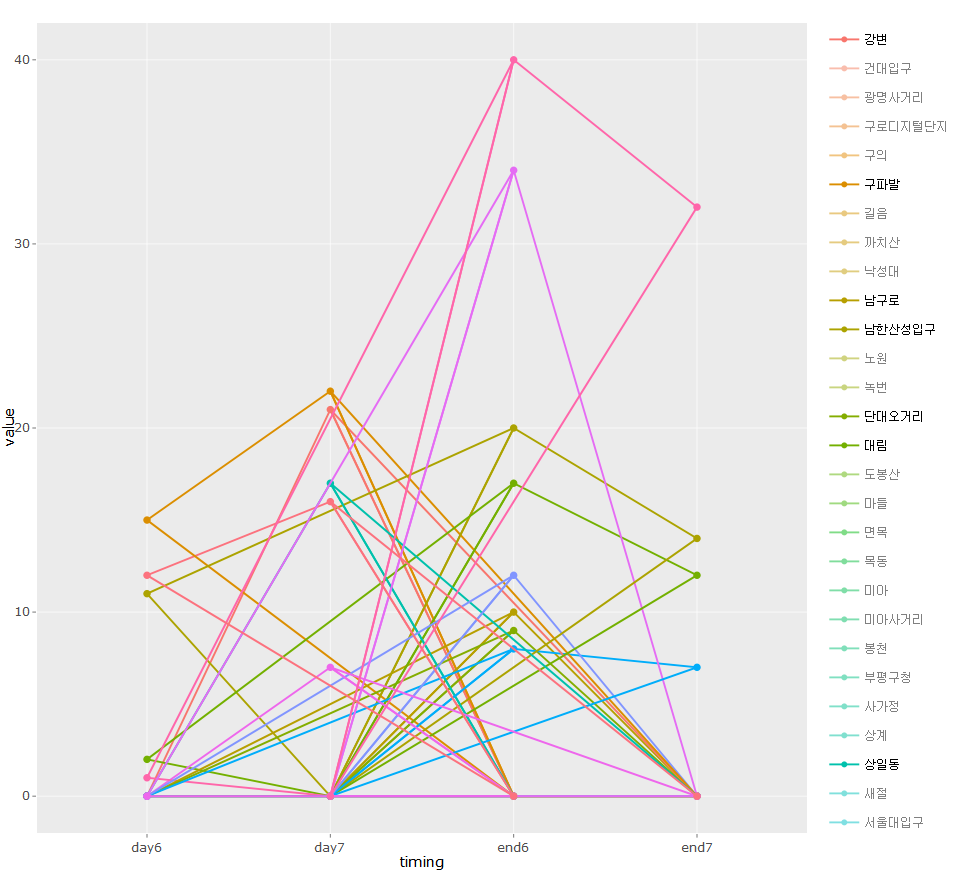 40
30
20
10
0
value
day6
day7
end6
end7
timing
강변
건대입구
광명사거리
구로디지털단지
구의
구파발
길음
까치산
낙성대
남구로
남한산성입구
노원
녹번
단대오거리
대림
도봉산
마들
면목
목동
미아
미아사거리
봉천
부평구청
사가정
상계
상일동
새절
서울대입구